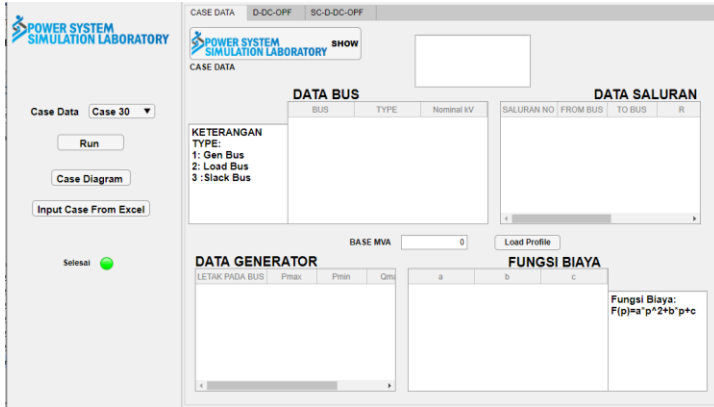 POWER SYSTEM
SIMULATION LABORATORY
Case Data Case 30
Run
Case Diagram
Input Case From Excel
Selesai
CASE DATA D-DC-OPF SC-D-DC-OPF
POWER SYSTEM
SIMULATION LABORATORY
SHOW
CASE DATA
DATA BUS
BUS TYPE Nominal kV
KETERANGAN
TYPE:
1: Gen Bus
2: Load Bus
3 :Slack Bus
DATA SALURAN
SALURAN NO FROM BUS TO BUS R
BASE MVA 0
Load Profile
DATA GENERATOR
LETAK PADA BUS Pmax Pmin Qma
FUNGSI BIAYA
a b c
Fungsi Biaya:
F(p)=a*p^2+b*p+c